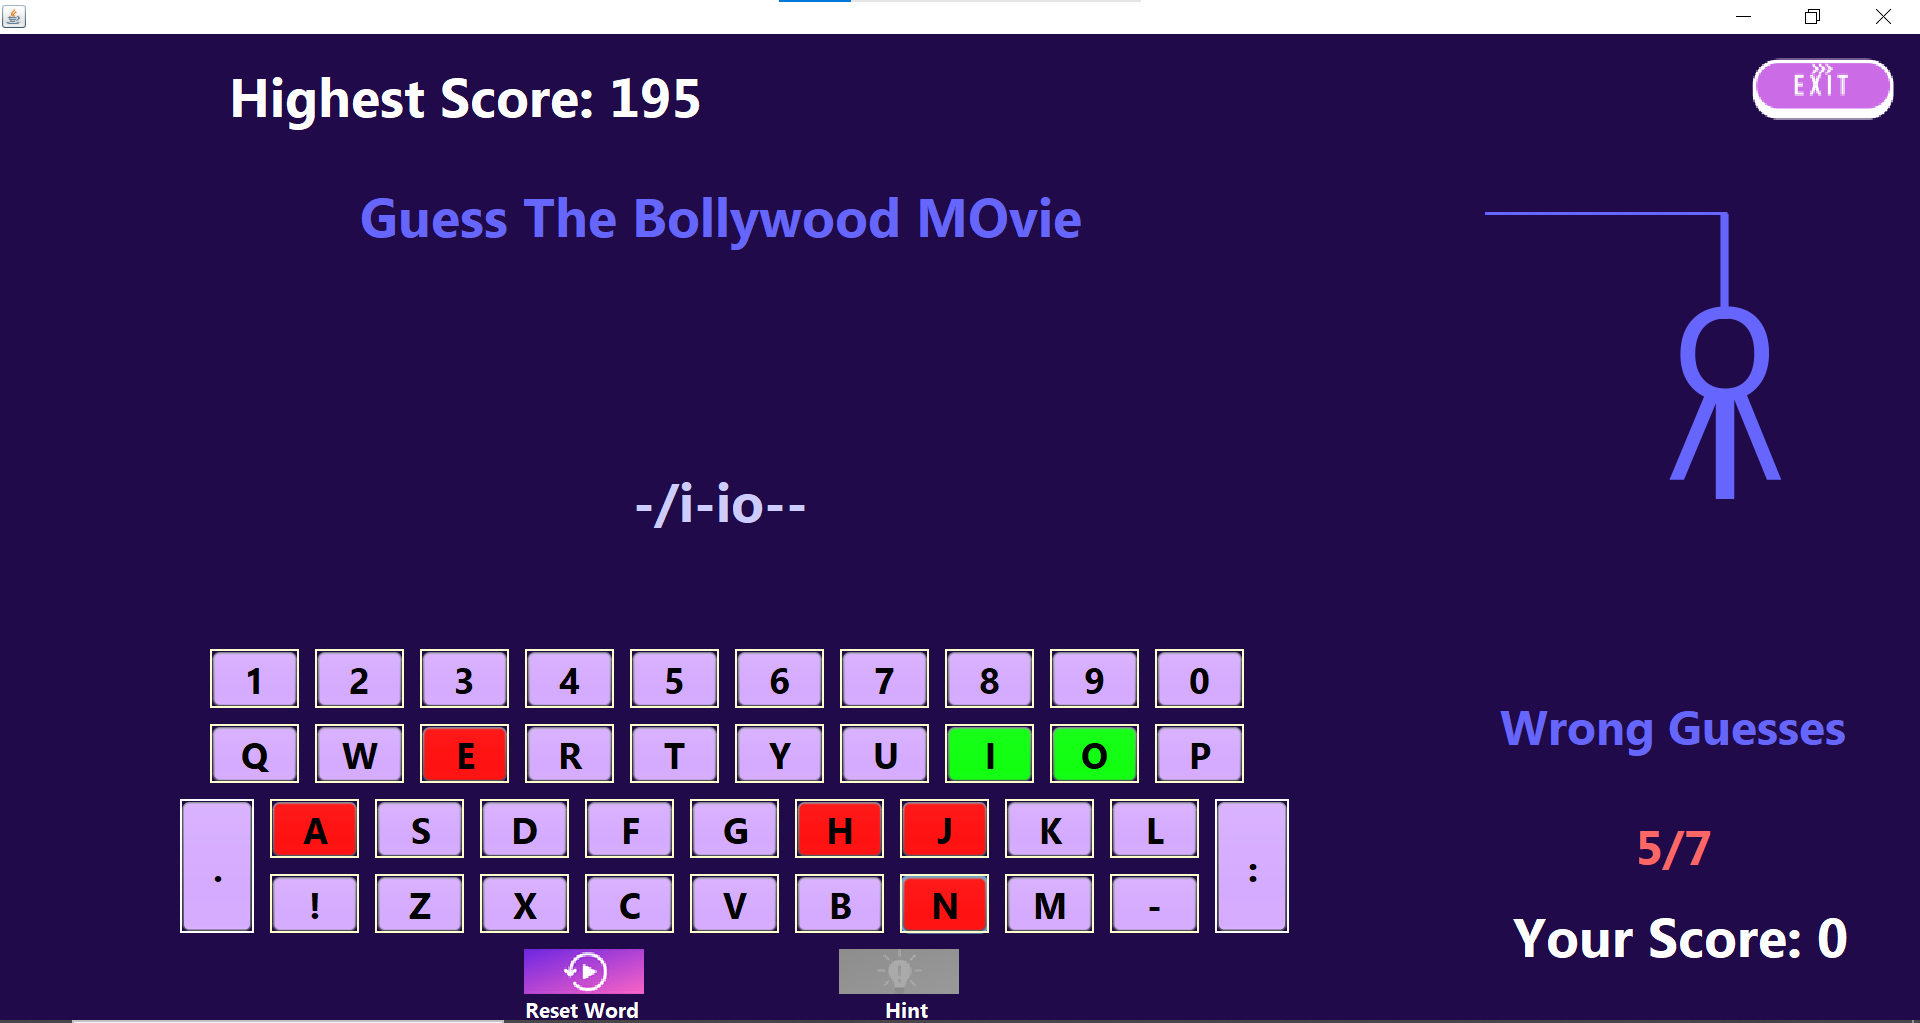 Highest Score: 195
EXIT
Guess The Bollywood MOvie
-/i-io--
1 2 3 4 5 6 7 8 9 0
Q W E R T Y U I O P
. A S D F G H J K L :
! Z X C V B N M -
Reset Word
Hint
Wrong Guesses
5/7
Your Score: 0